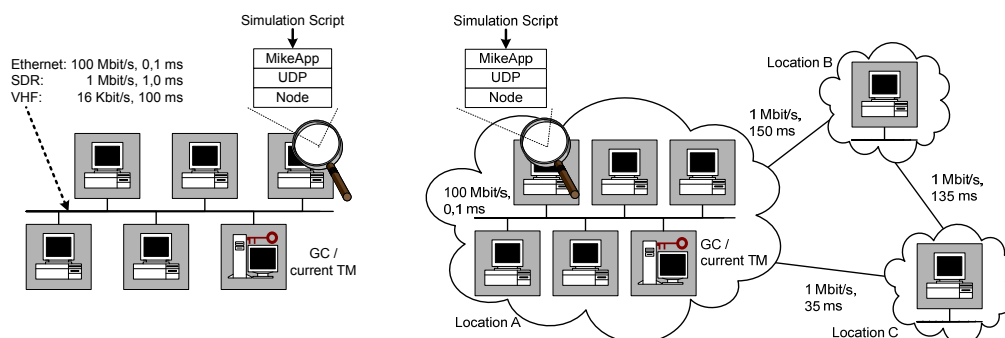 Simulation Script
MikeApp
UDP
Node
Ethernet: 100 Mbit/s, 0,1 ms
SDR: 1 Mbit/s, 1,0 ms
VHF: 16 Kbit/s, 100 ms
GC /
current TM
Simulation Script
MikeApp
UDP
Node
Location B
1 Mbit/s,
150 ms
100 Mbit/s,
0,1 ms
1 Mbit/s,
135 ms
GC /
current TM
1 Mbit/s,
35 ms
Location A
Location C